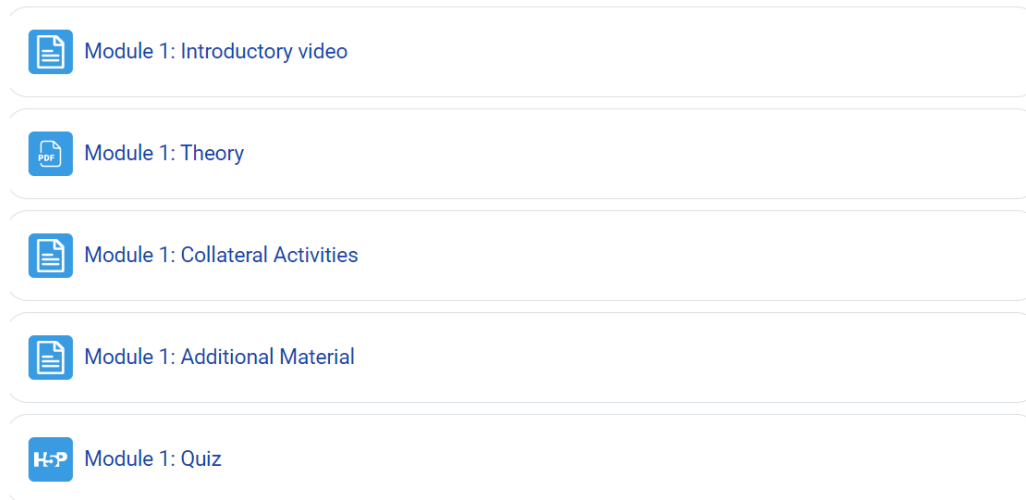 Module 1: Introductory video
PDF
Module 1: Theory
Module 1: Collateral Activities
Module 1: Additional Material
H5P
Module 1: Quiz